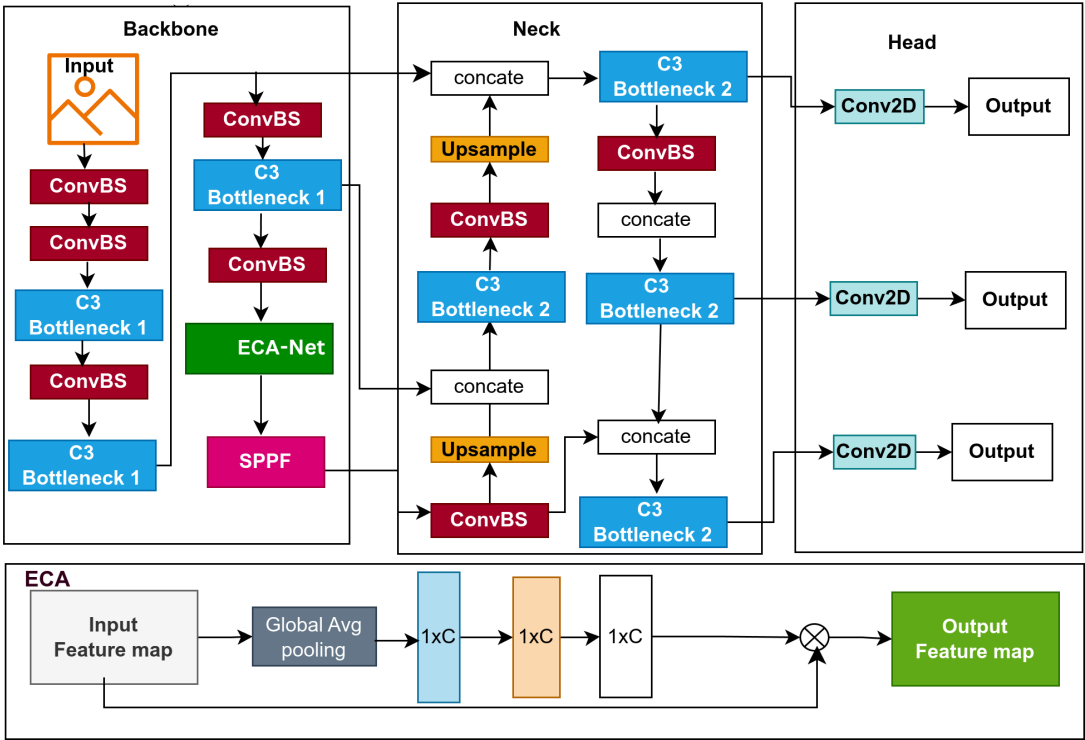 Backbone
Input
ConvBS
ConvBS
C3
Bottleneck 1
ConvBS
C3
Bottleneck 1
ConvBS
C3
Bottleneck 1
ConvBS
ECA-Net
SPPF
Neck
concate
Upsample
ConvBS
C3
Bottleneck 2
concate
Upsample
ConvBS
C3
Bottleneck 2
ConvBS
concate
C3
Bottleneck 2
concate
C3
Bottleneck 2
Head
Conv2D
Output
Conv2D
Output
Conv2D
Output
ECA
Input
Feature map
Global Avg
pooling
1xC
1xC
1xC
Output
Feature map